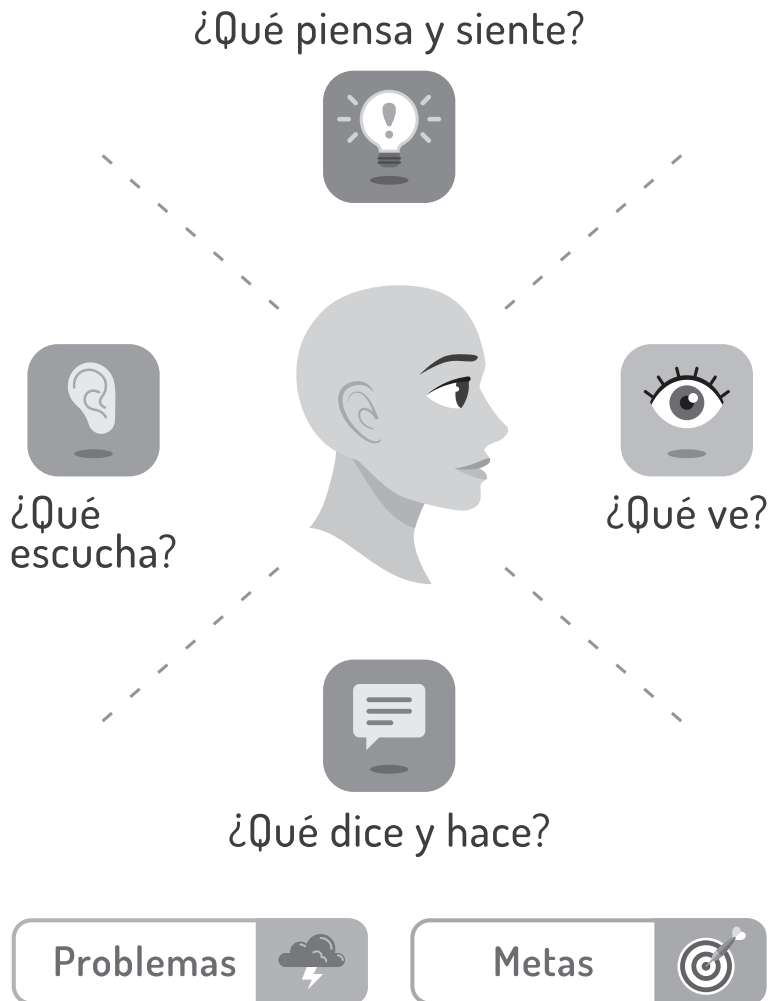 ¿Qué piensa y siente?
¿Qué
escucha?
¿Qué ve?
¿Qué dice y hace?
Problemas
Metas